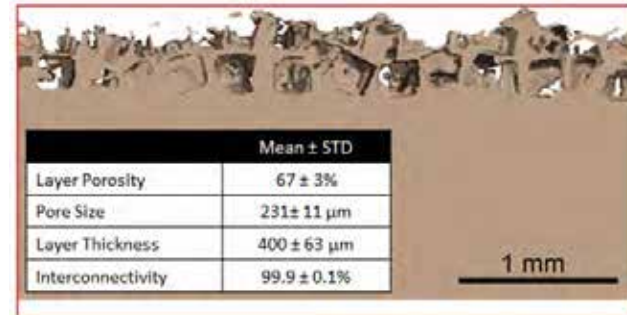 Mean ± STD
Layer Porosity 67 ± 3%
Pore Size 231± 11 µm
Layer Thickness 400 ± 63 µm
Interconnectivity 99.9 ± 0.1%
1 mm